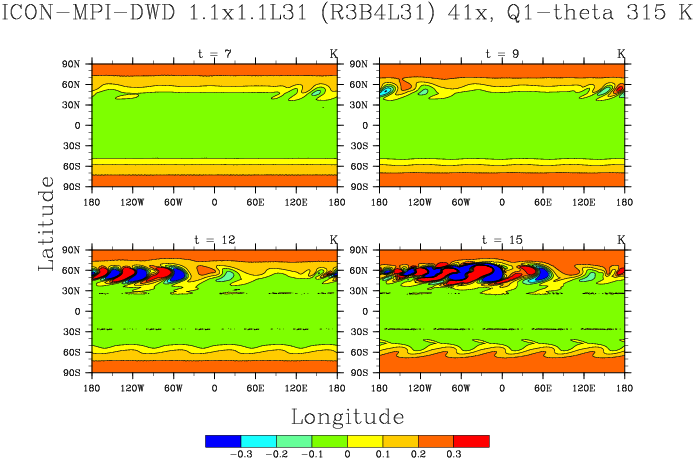 ICON-MPI-DWD 1.1x1.1L31 (R3B4L31) 41x, Q1-theta 315 K
t = 7 K
t = 9 K
90N
60N
30N
0
30S
60S
90S
180 120W 60W 0 60E 120E 180
90N
60N
30N
0
30S
60S
90S
180 120W 60W 0 60E 120E 180
Latitude
t = 12 K
t = 15 K
90N
60N
30N
0
30S
60S
90S
180 120W 60W 0 60E 120E 180
90N
60N
30N
0
30S
60S
90S
180 120W 60W 0 60E 120E 180
Longitude
-0.3 -0.2 -0.1 0 0.1 0.2 0.3